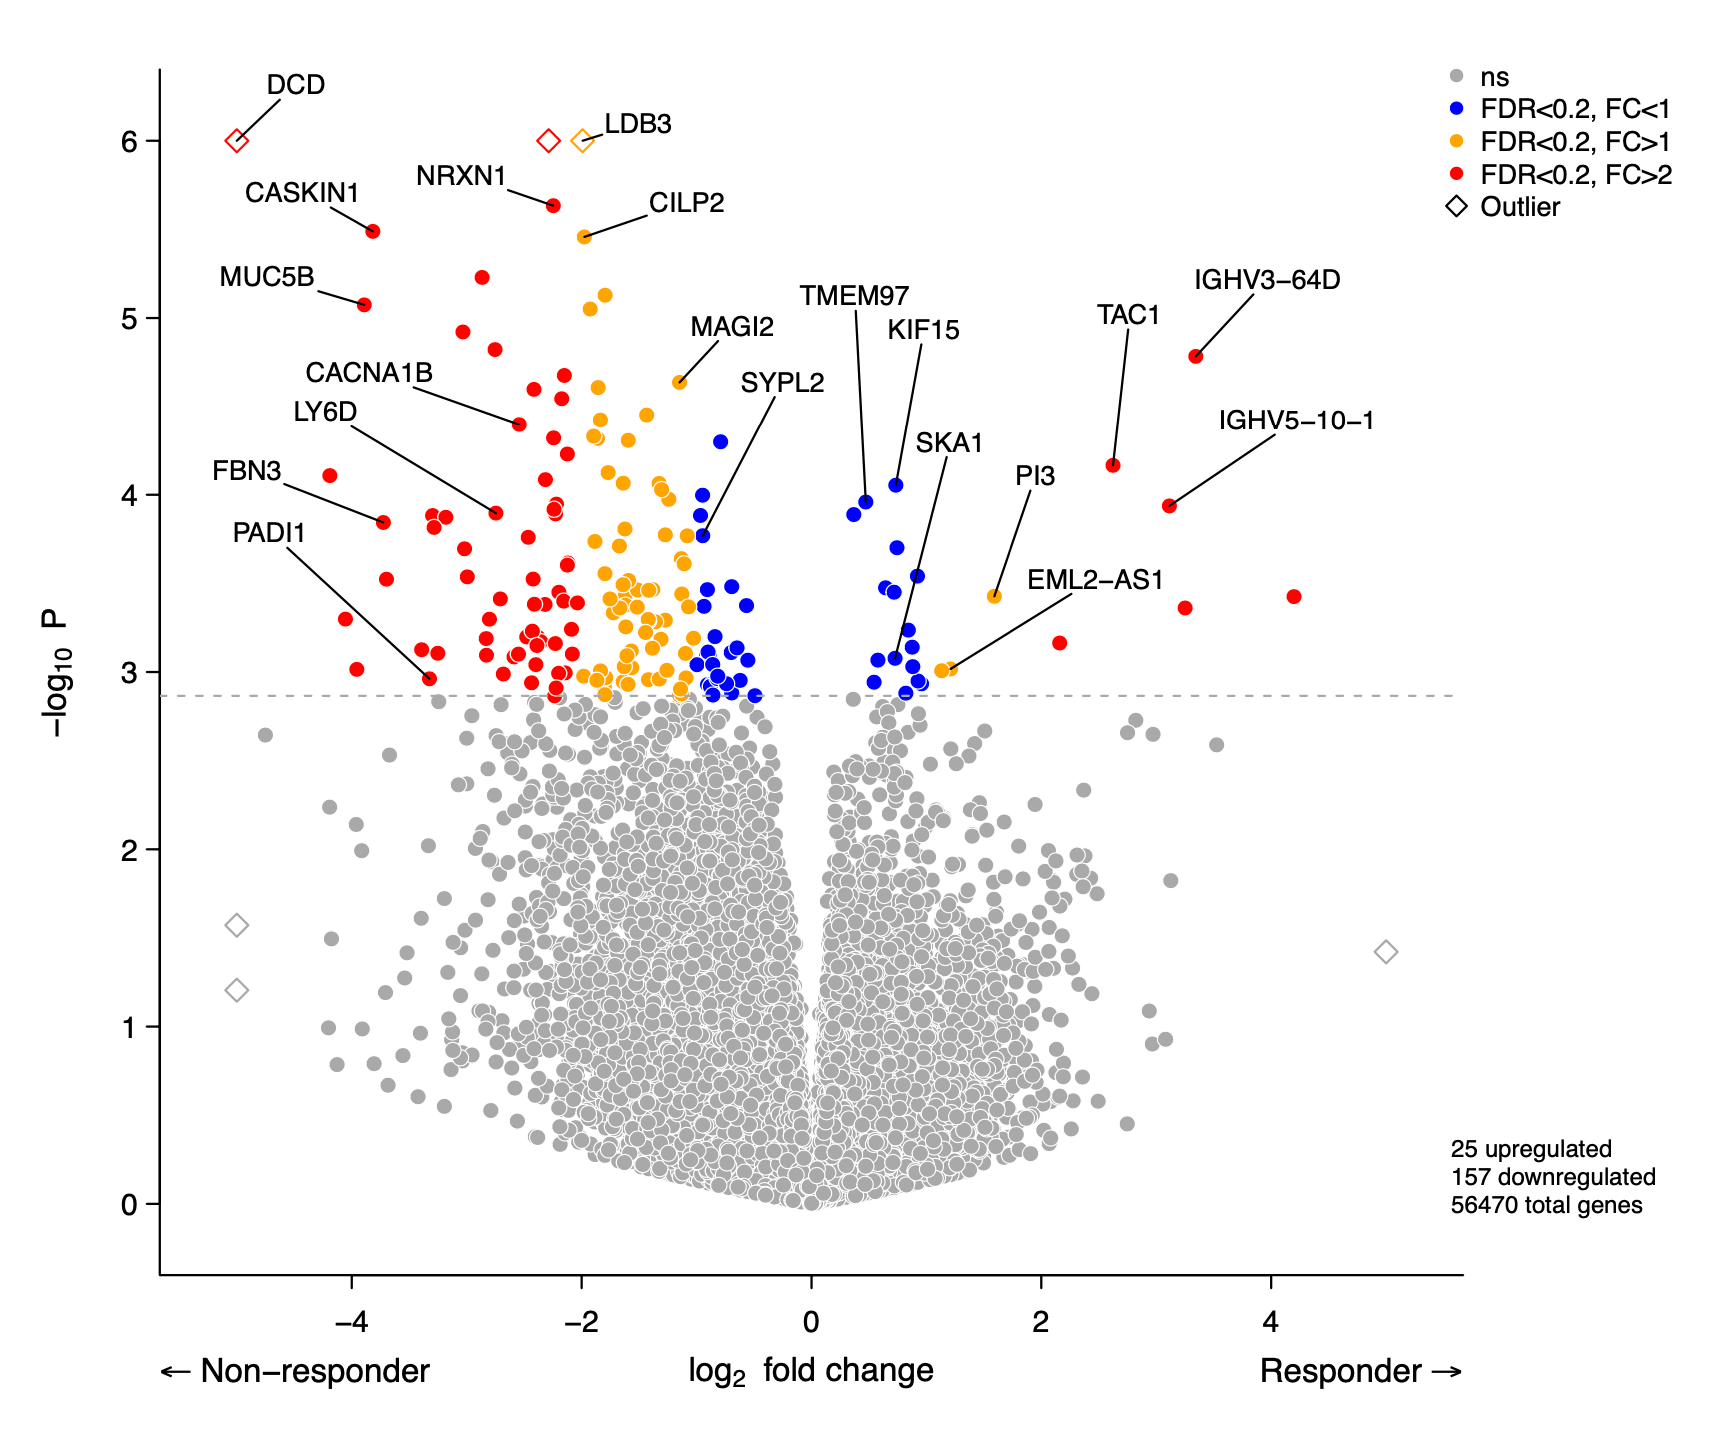 DCD
LDB3
NRXN1
CASKIN1
CILP2
MUC5B
TMEM97
IGHV3−64D
TAC1
MAGI2
KIF15
CACNA1B
SYPL2
LY6D
IGHV5−10−1
SKA1
FBN3
PI3
PADI1
EML2−AS1
ns
FDR<0.2, FC<1
FDR<0.2, FC>1
FDR<0.2, FC>2
Outlier
6
5
4
3
2
1
0
−log₁₀ P
25 upregulated
157 downregulated
56470 total genes
−4 −2 0 2 4
← Non−responder log₂ fold change Responder →